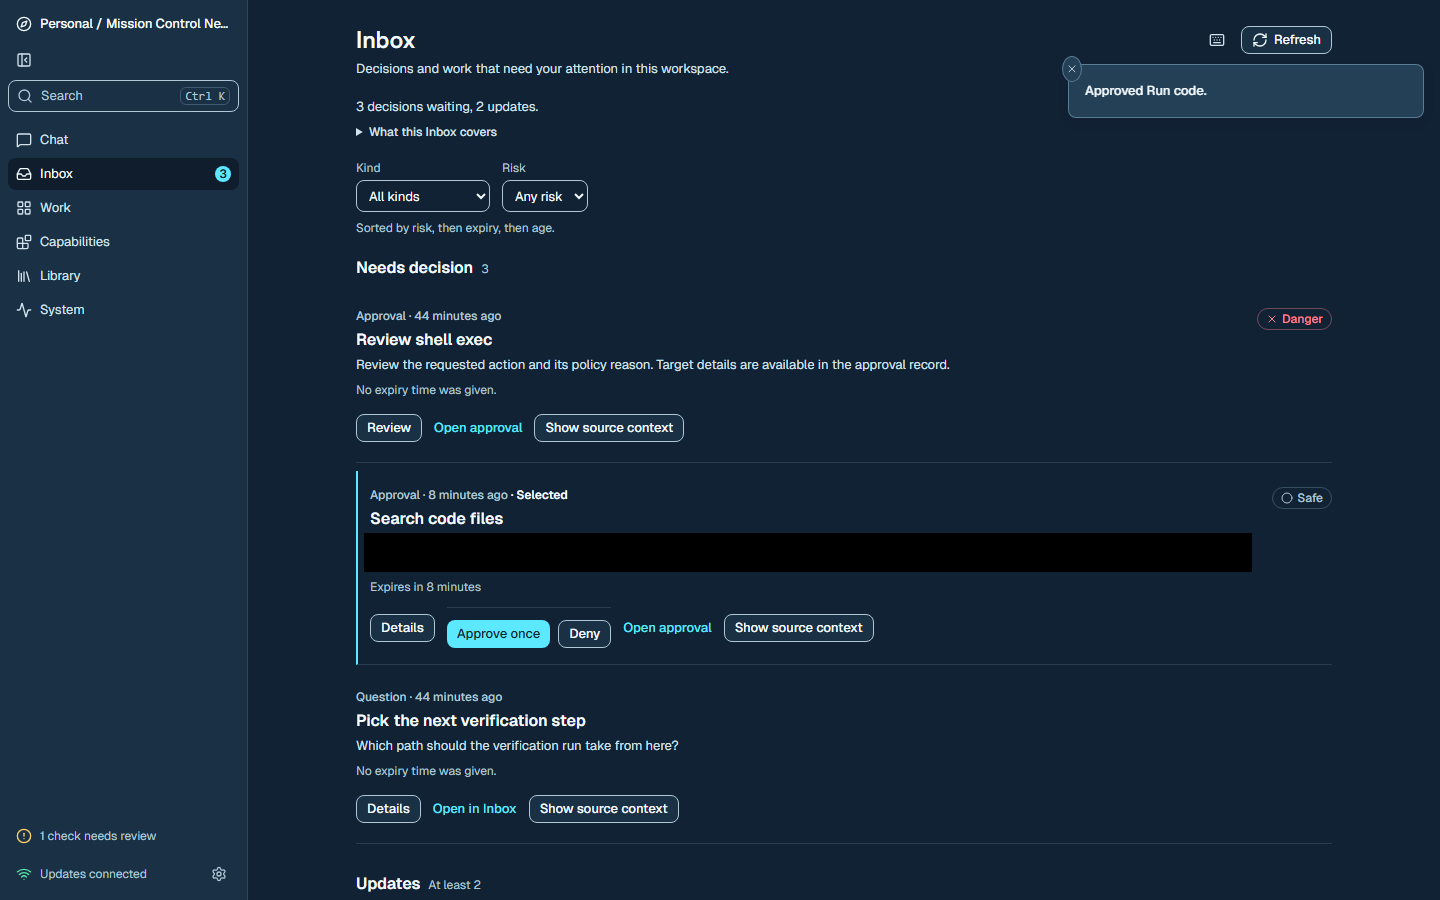 Personal / Mission Control Ne...
Search Ctrl K
Chat
Inbox 3
Work
Capabilities
Library
System
1 check needs review
Updates connected
Inbox
Refresh
Decisions and work that need your attention in this workspace.
Approved Run code.
3 decisions waiting, 2 updates.
What this Inbox covers
Kind Risk
All kinds Any risk
Sorted by risk, then expiry, then age.
Needs decision 3
Approval · 44 minutes ago
Danger
Review shell exec
Review the requested action and its policy reason. Target details are available in the approval record.
No expiry time was given.
Review Open approval Show source context
Approval · 8 minutes ago · Selected
Safe
Search code files
Expires in 8 minutes
Details Approve once Deny Open approval Show source context
Question · 44 minutes ago
Pick the next verification step
Which path should the verification run take from here?
No expiry time was given.
Details Open in Inbox Show source context
Updates At least 2